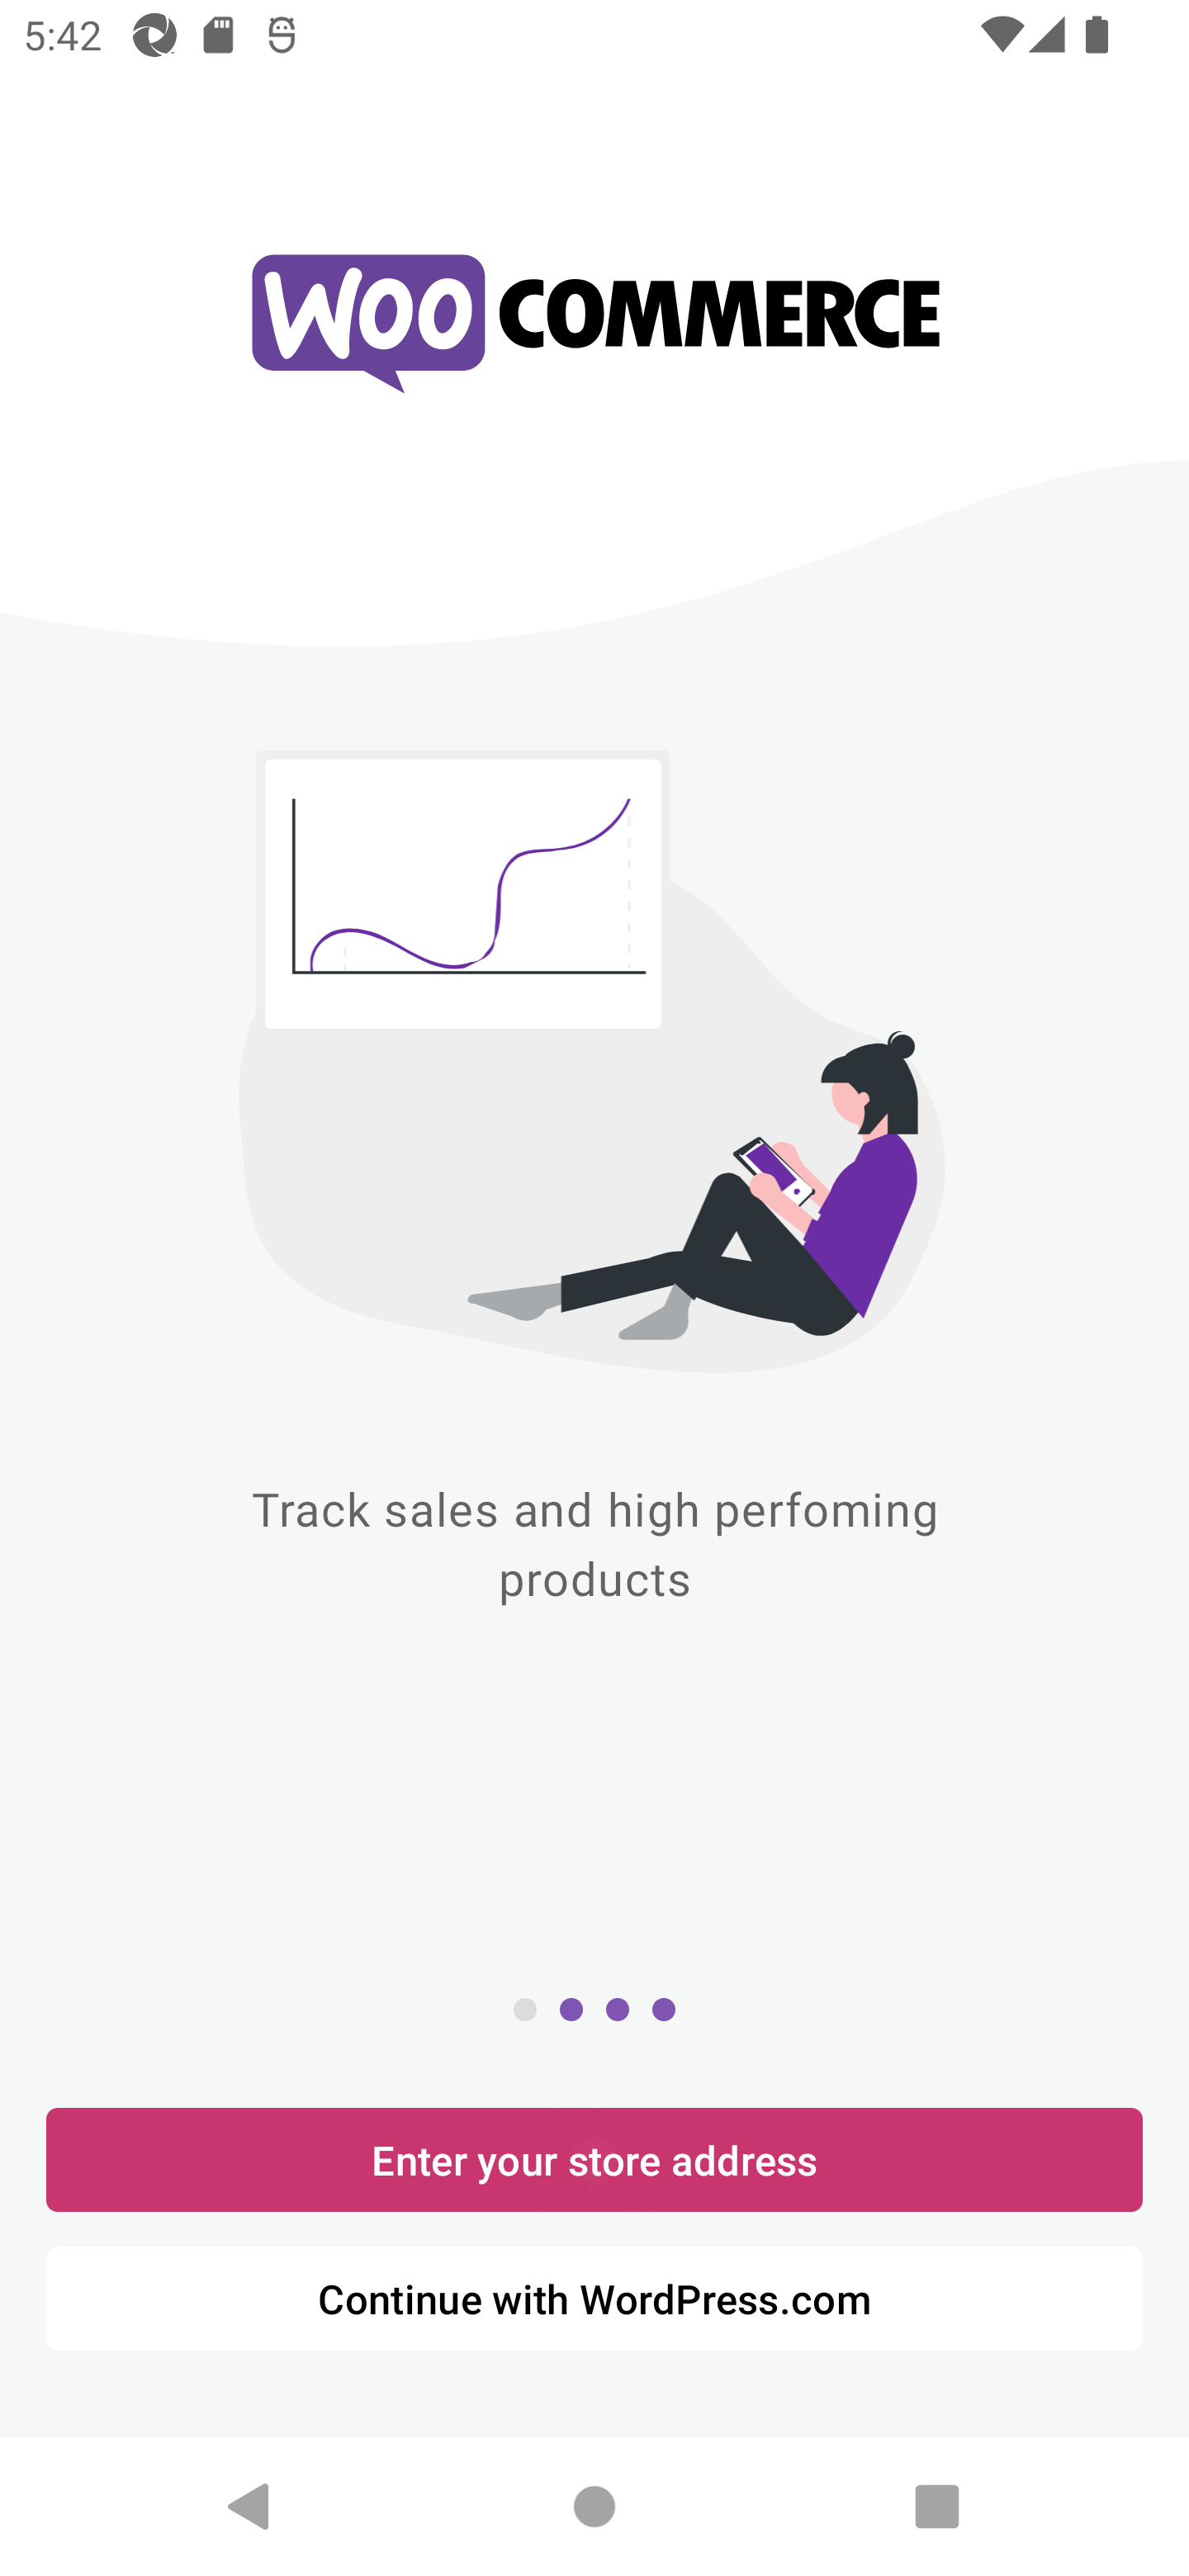 5:42
WOO COMMERCE
Track sales and high perfoming
products
Enter your store address
Continue with WordPress.com